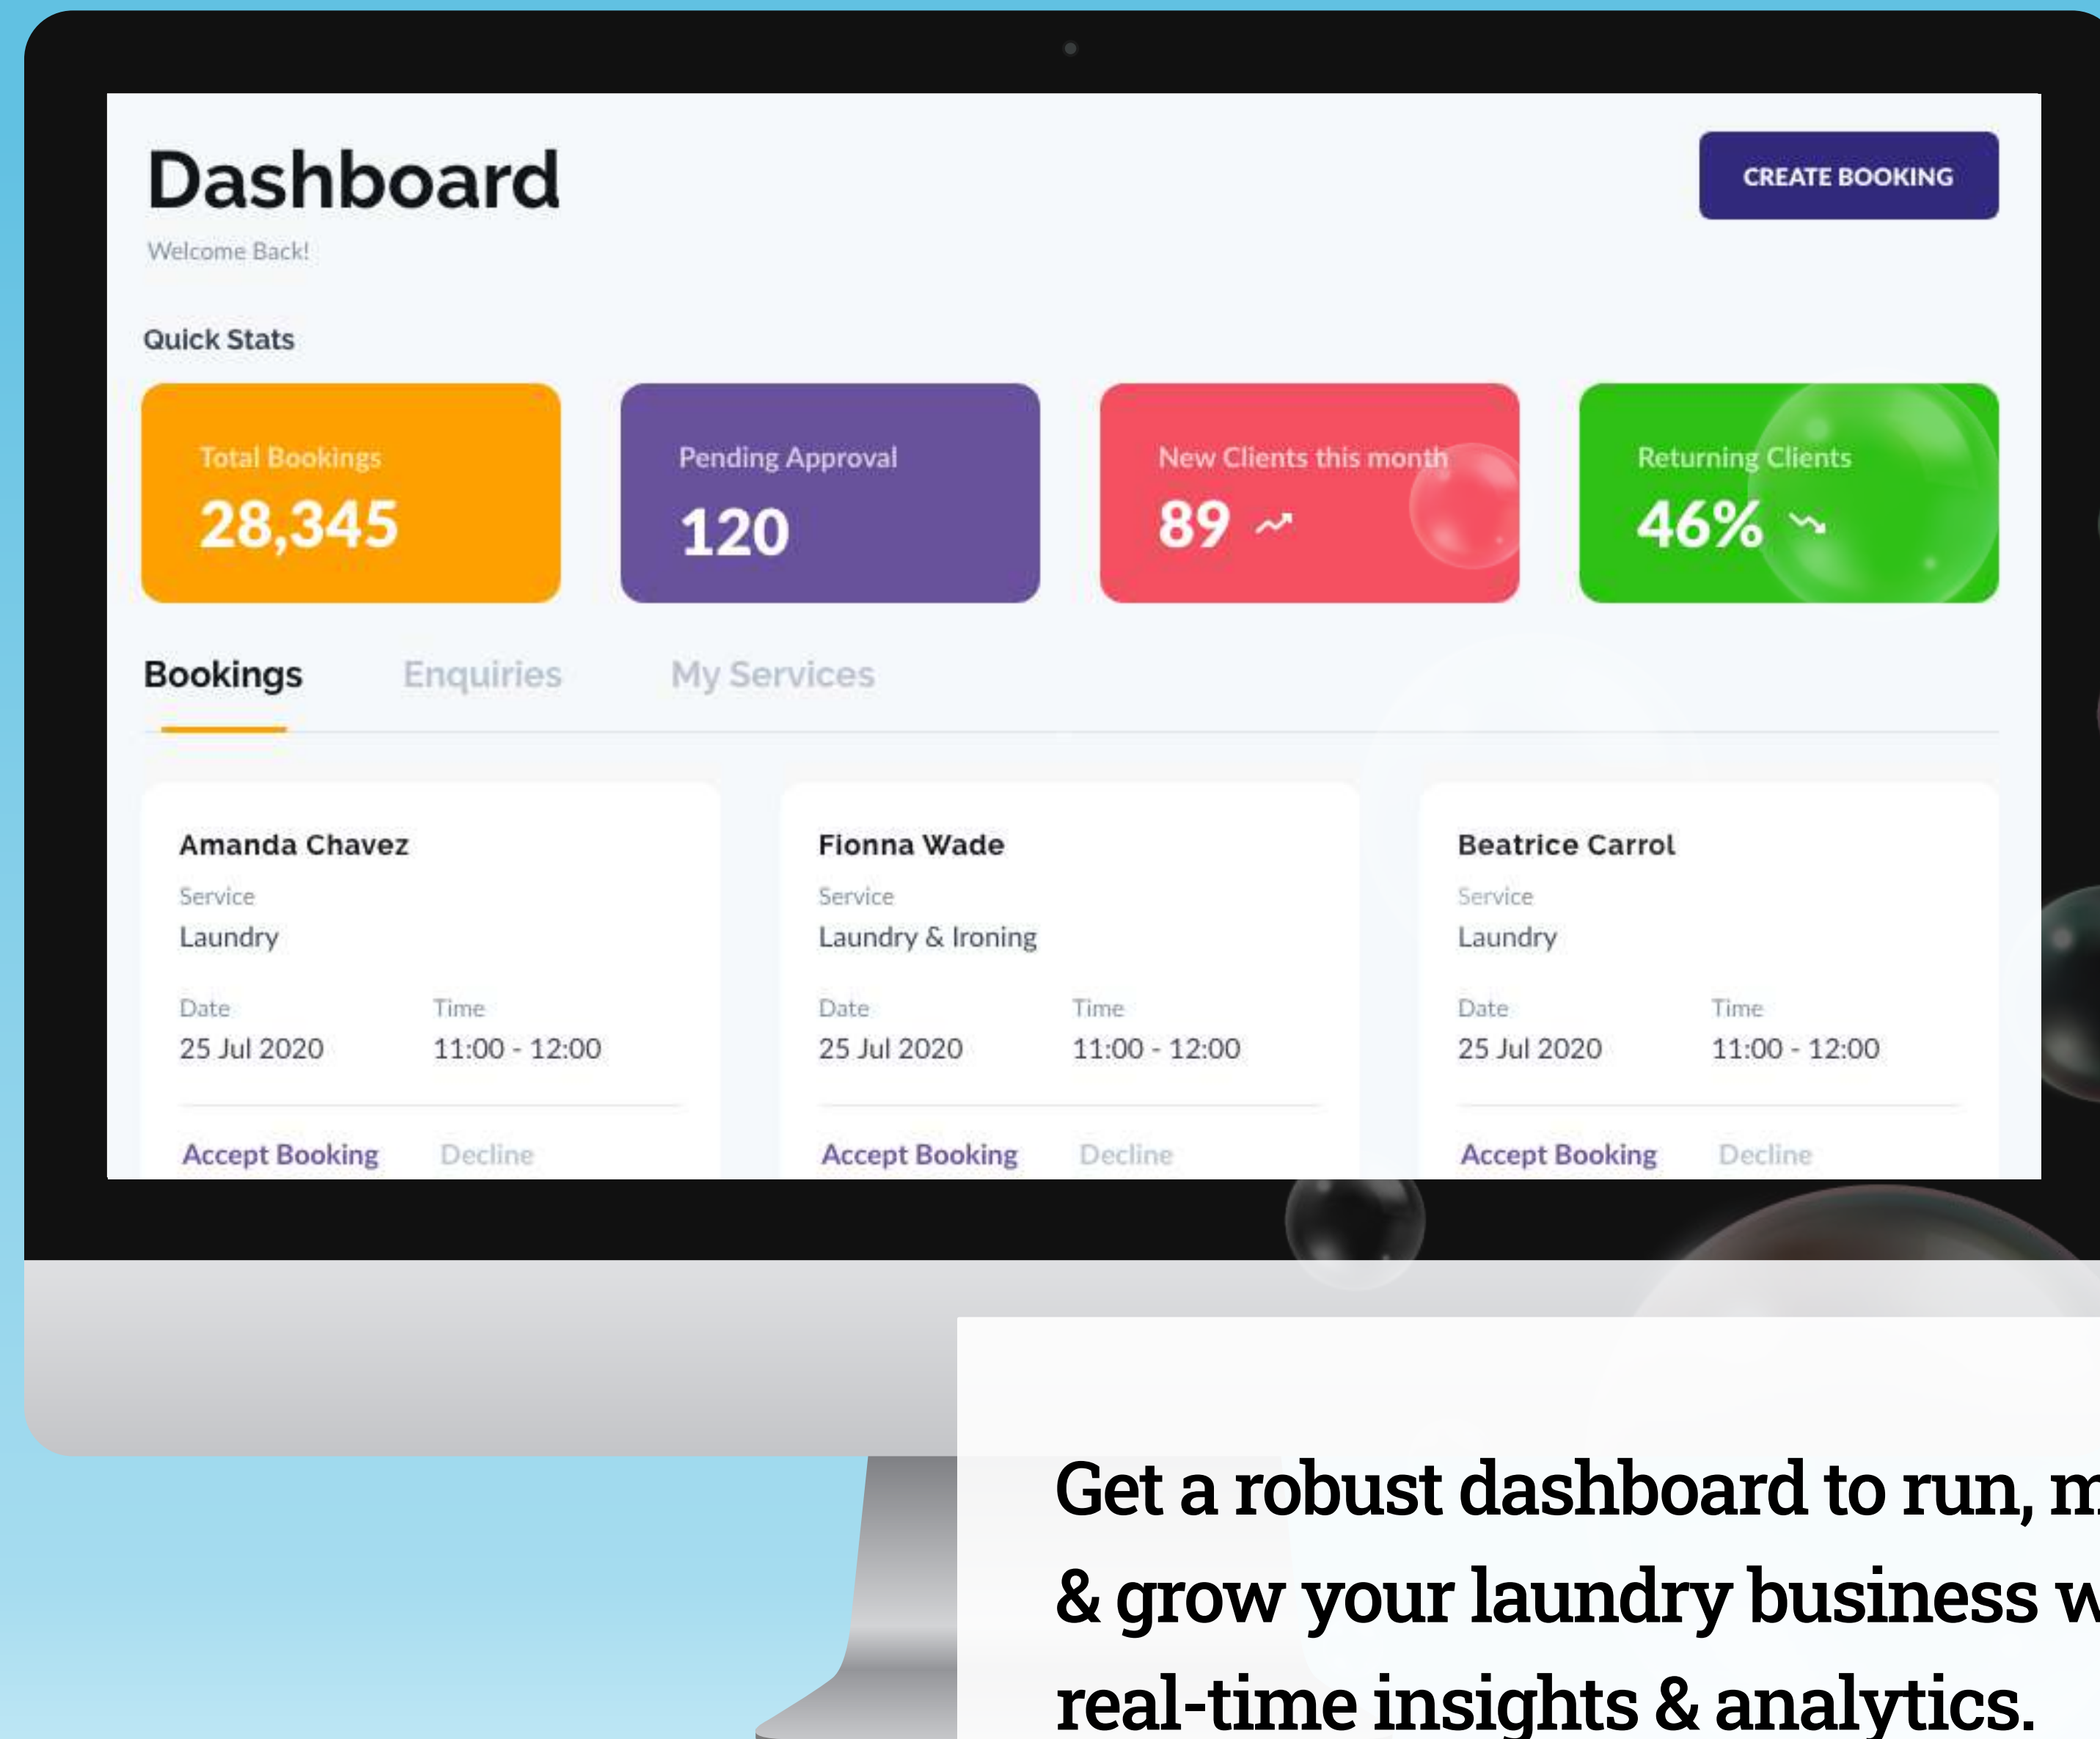 Dashboard
CREATE BOOKING
Welcome Back!
Quick Stats
Total Bookings
28,345
Pending Approval
120
New Clients this month
89
Returning Clients
46%
Bookings Enquiries My Services
Amanda Chavez
Service
Laundry
Date Time
25 Jul 2020 11:00 - 12:00
Accept Booking Decline
Fionna Wade
Service
Laundry & Ironing
Date Time
25 Jul 2020 11:00 - 12:00
Accept Booking Decline
Beatrice Carrol
Service
Laundry
Date Time
25 Jul 2020 11:00 - 12:00
Accept Booking Decline
Get a robust dashboard to run,
& grow your laundry business
real-time insights & analytics.